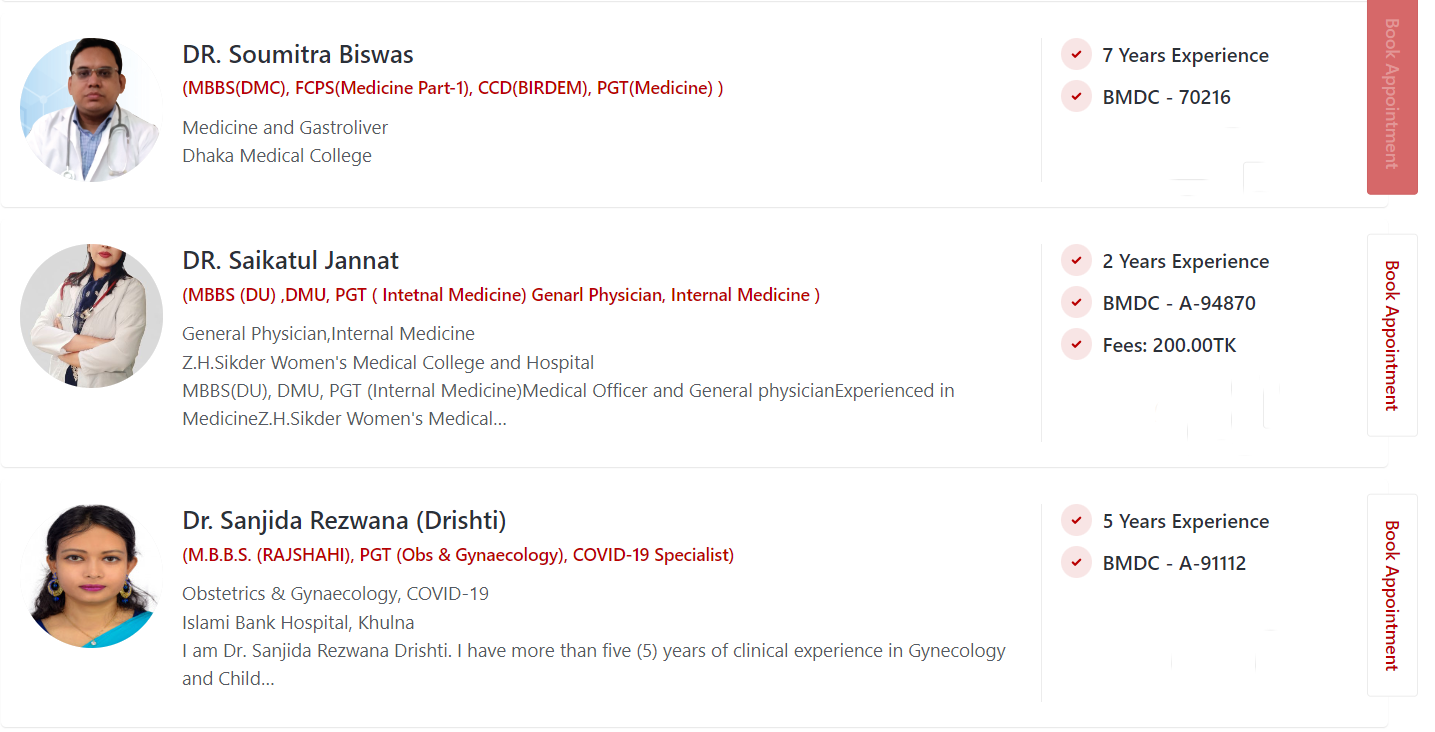 DR. Soumitra Biswas
(MBBS(DMC), FCPS(Medicine Part-1), CCD(BIRDEM), PGT(Medicine) )
Medicine and Gastroliver
Dhaka Medical College
7 Years Experience
BMDC - 70216
Book Appointment
DR. Saikatul Jannat
(MBBS (DU) ,DMU, PGT ( Intetnal Medicine) Genarl Physician, Internal Medicine )
General Physician,Internal Medicine
Z.H.Sikder Women's Medical College and Hospital
MBBS(DU), DMU, PGT (Internal Medicine)Medical Officer and General physicianExperienced in
MedicineZ.H.Sikder Women's Medical...
2 Years Experience
BMDC - A-94870
Fees: 200.00TK
Book Appointment
Dr. Sanjida Rezwana (Drishti)
(M.B.B.S. (RAJSHAHI), PGT (Obs & Gynaecology), COVID-19 Specialist)
Obstetrics & Gynaecology, COVID-19
Islami Bank Hospital, Khulna
I am Dr. Sanjida Rezwana Drishti. I have more than five (5) years of clinical experience in Gynecology
and Child...
5 Years Experience
BMDC - A-91112
Book Appointment